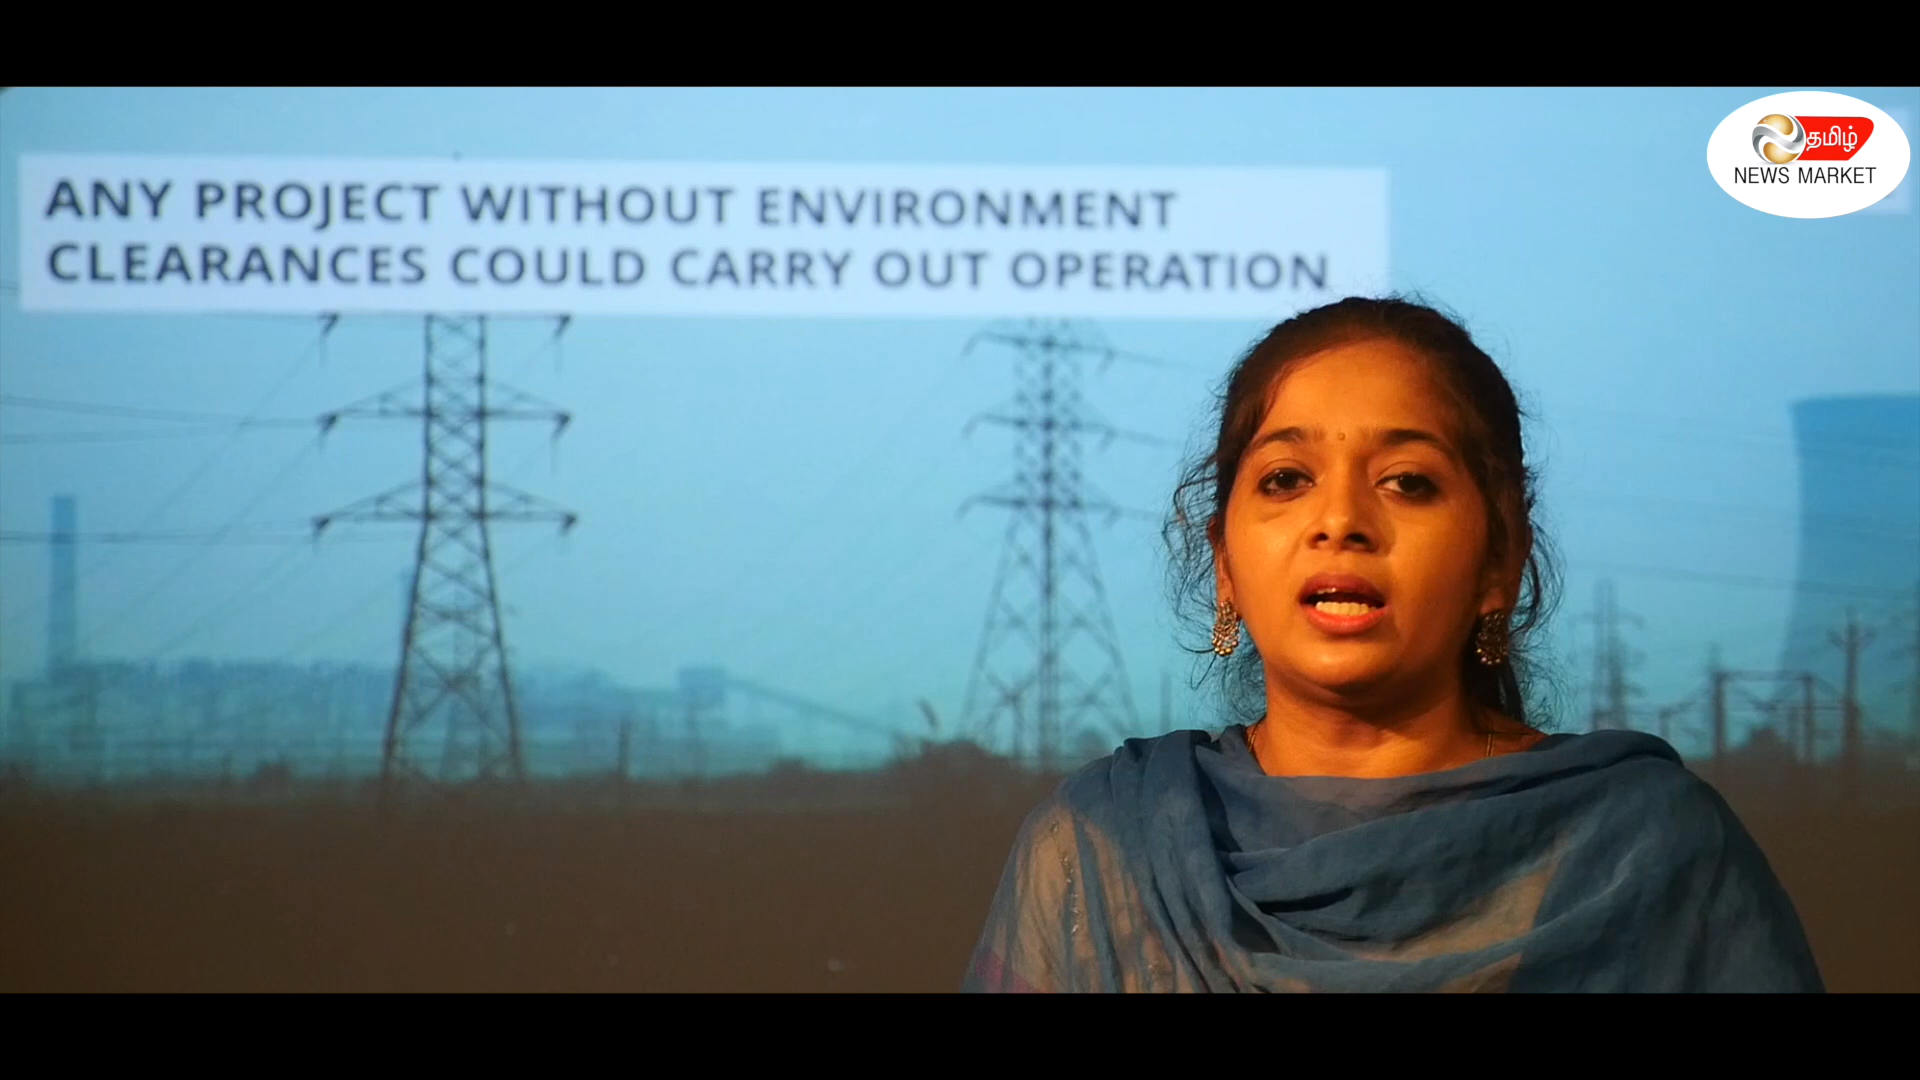 ANY PROJECT WITHOUT ENVIRONMENT
CLEARANCES COULD CARRY OUT OPERATION
தமிழ்
NEWS MARKET